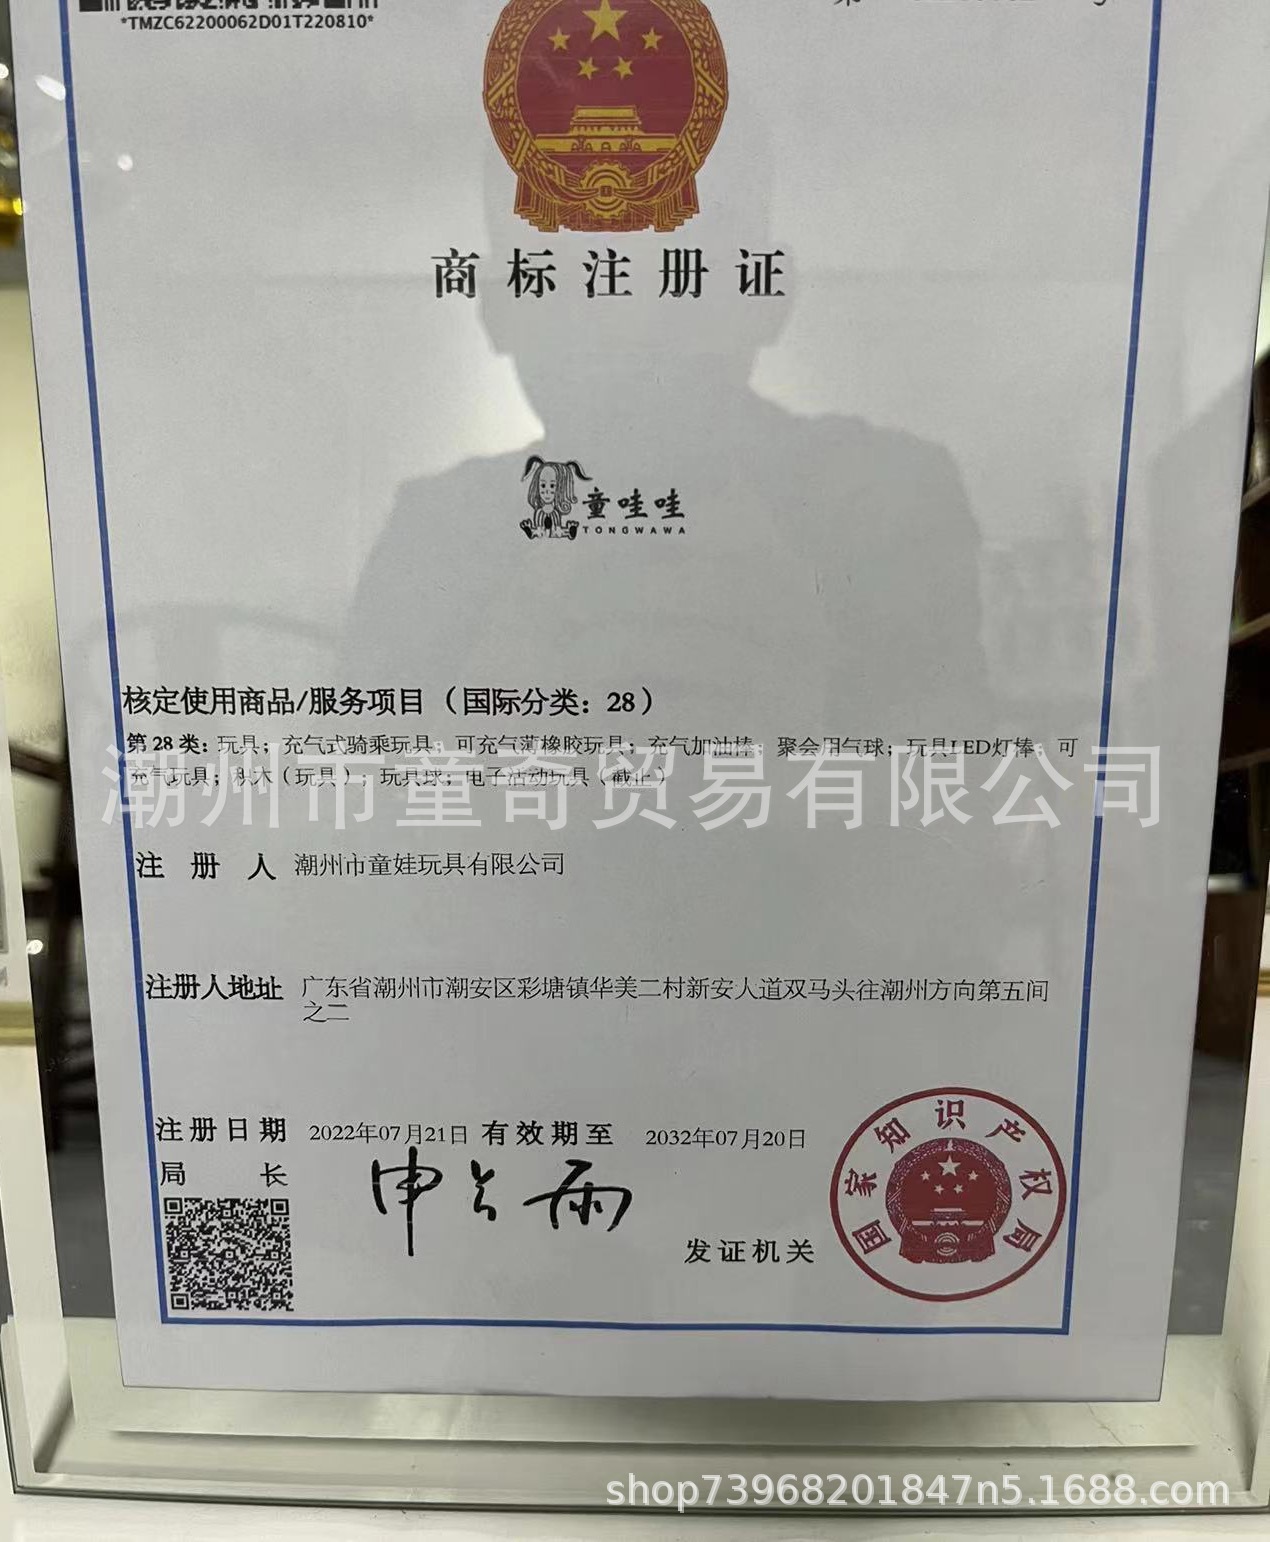 *TMZC62200062D01T220810*
第
号
商标注册证
童哇哇
TONGWAWA
核定使用商品/服务项目（国际分类：28）
第 28 类：玩具；充气式骑乘玩具；可充气薄橡胶玩具；充气加油棒；聚会用气球；玩具LED灯棒；可
充气玩具；积木（玩具）；玩具球；电子活动玩具（截止）
潮州市童奇贸易有限公司
注册人 潮州市童娃玩具有限公司
注册人地址 广东省潮州市潮安区彩塘镇华美二村新安人道双马头往潮州方向第五间
之二
注册日期 2022年07月21日 有效期至 2032年07月20日
局长 申长雨
发证机关
国家知识产权局
shop73968201847n5.1688.com